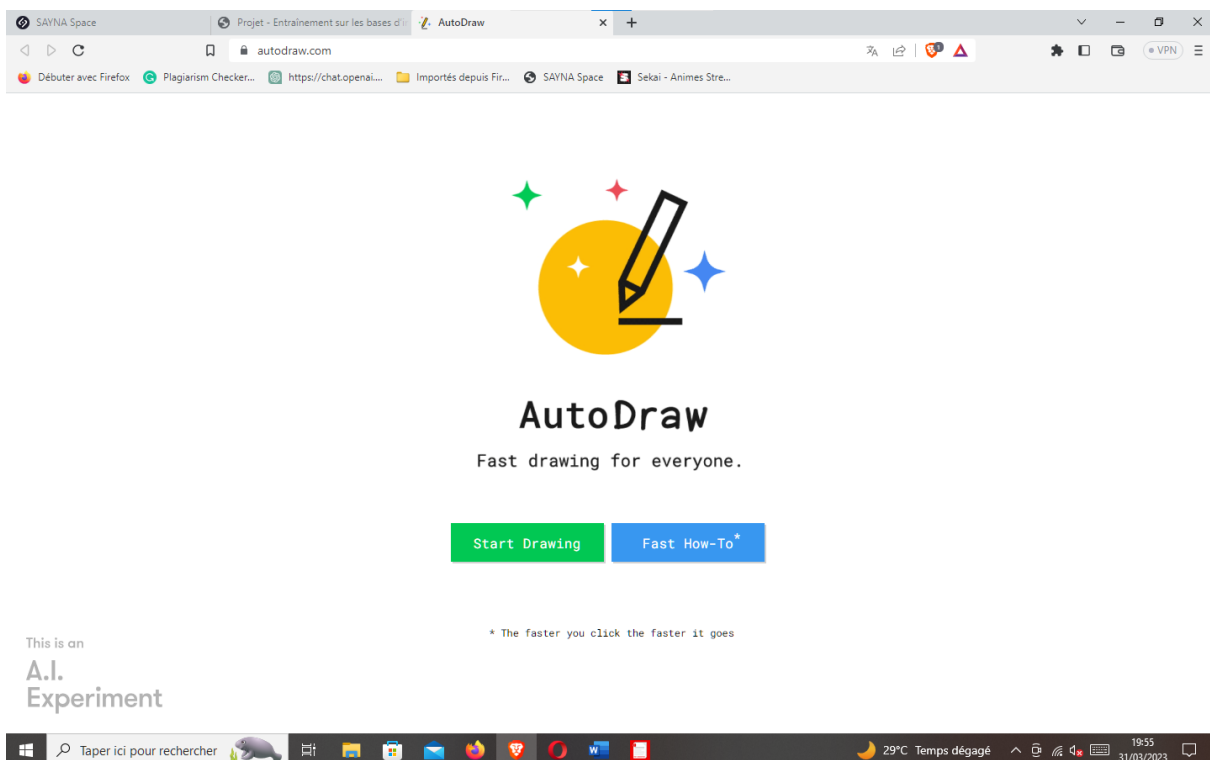 SAYNA Space
Projet - Entraînement sur les bases d'i
AutoDraw
autodraw.com
VPN
Débuter avec Firefox
Plagiarism Checker...
https://chat.openai....
Importés depuis Fir...
SAYNA Space
Sekai - Animes Stre...
AutoDraw
Fast drawing for everyone.
Start Drawing
Fast How-To*
* The faster you click the faster it goes
This is an
A.I.
Experiment
Taper ici pour rechercher
29°C Temps dégagé
19:55
31/03/2023